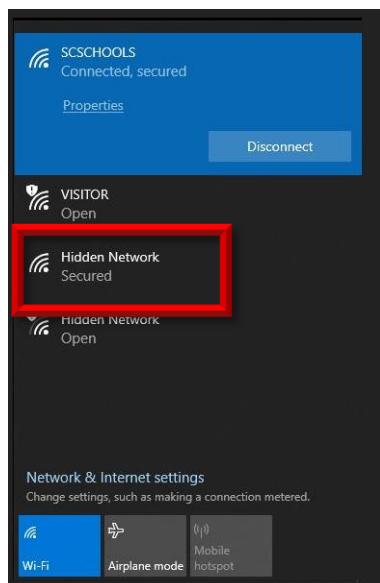 SCSCHOOLS
Connected, secured
Properties
Disconnect
VISITOR
Open
Hidden Network
Secured
Hidden Network
Open
Network & Internet settings
Change settings, such as making a connection metered.
Wi-Fi
Airplane mode
Mobile
hotspot